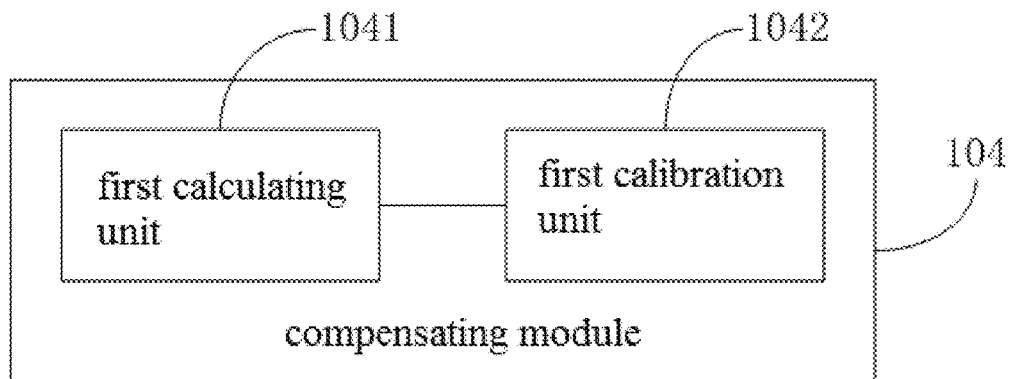 1041
1042
first calculating
unit
first calibration
unit
104
compensating module